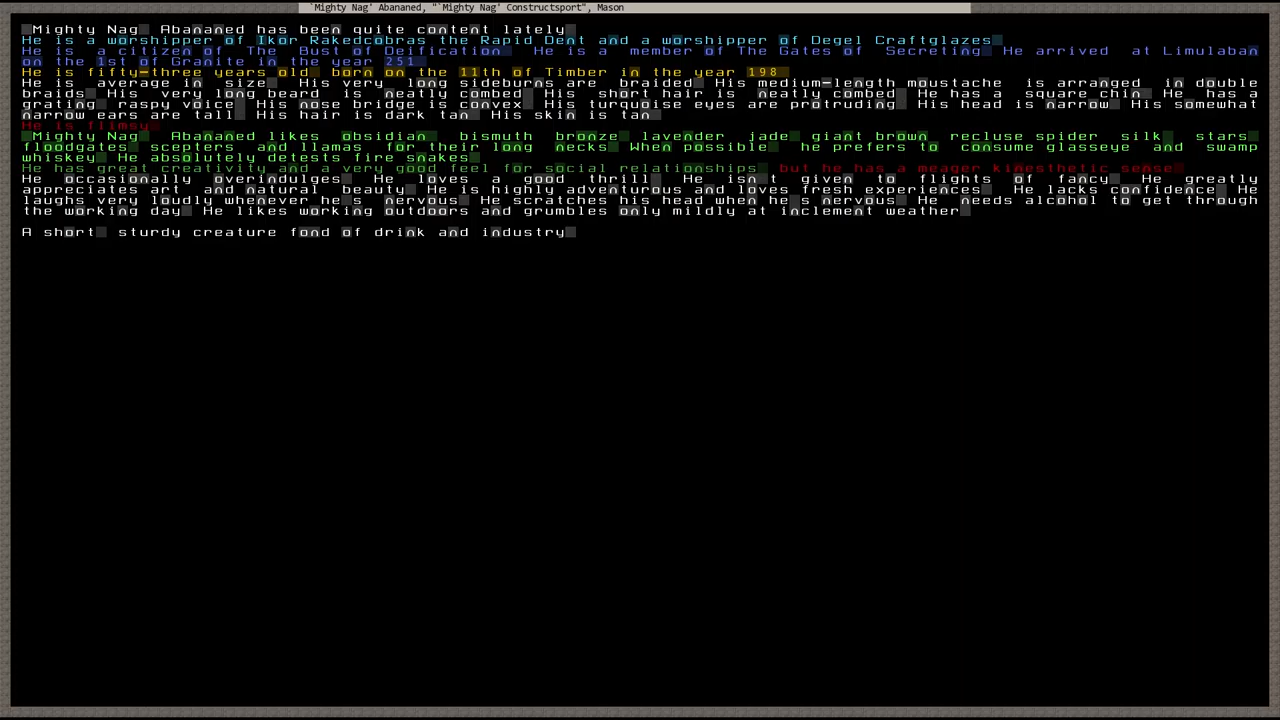 `Mighty Nag' Abananed, "`Mighty Nag' Constructsport", Mason
`Mighty Nag' Abananed has been quite content lately.
He is a worshipper of Ikor Rakedcobras the Rapid Dent and a worshipper of Degel Craftglazes.
He is a citizen of The Bust of Deification. He is a member of The Gates of Secreting. He arrived at Limulaban
on the 1st of Granite in the year 251.
He is fifty-three years old, born on the 11th of Timber in the year 198.
He is average in size. His very long sideburns are braided. His medium-length moustache is arranged in double
braids. His very long beard is neatly combed. His short hair is neatly combed. He has a square chin. He has a
grating, raspy voice. His nose bridge is convex. His turquoise eyes are protruding. His head is narrow. His somewhat
narrow ears are tall. His hair is dark tan. His skin is tan.
He is flimsy.
`Mighty Nag' Abananed likes obsidian, bismuth bronze, lavender jade, giant brown recluse spider silk, stars,
floodgates, scepters and llamas for their long necks. When possible, he prefers to consume glasseye and swamp
whiskey. He absolutely detests fire snakes.
He has great creativity and a very good feel for social relationships, but he has a meager kinesthetic sense.
He occasionally overindulges. He loves a good thrill. He isn't given to flights of fancy. He greatly
appreciates art and natural beauty. He is highly adventurous and loves fresh experiences. He lacks confidence. He
laughs very loudly whenever he's nervous. He scratches his head when he's nervous. He needs alcohol to get through
the working day. He likes working outdoors and grumbles only mildly at inclement weather.
A short, sturdy creature fond of drink and industry.